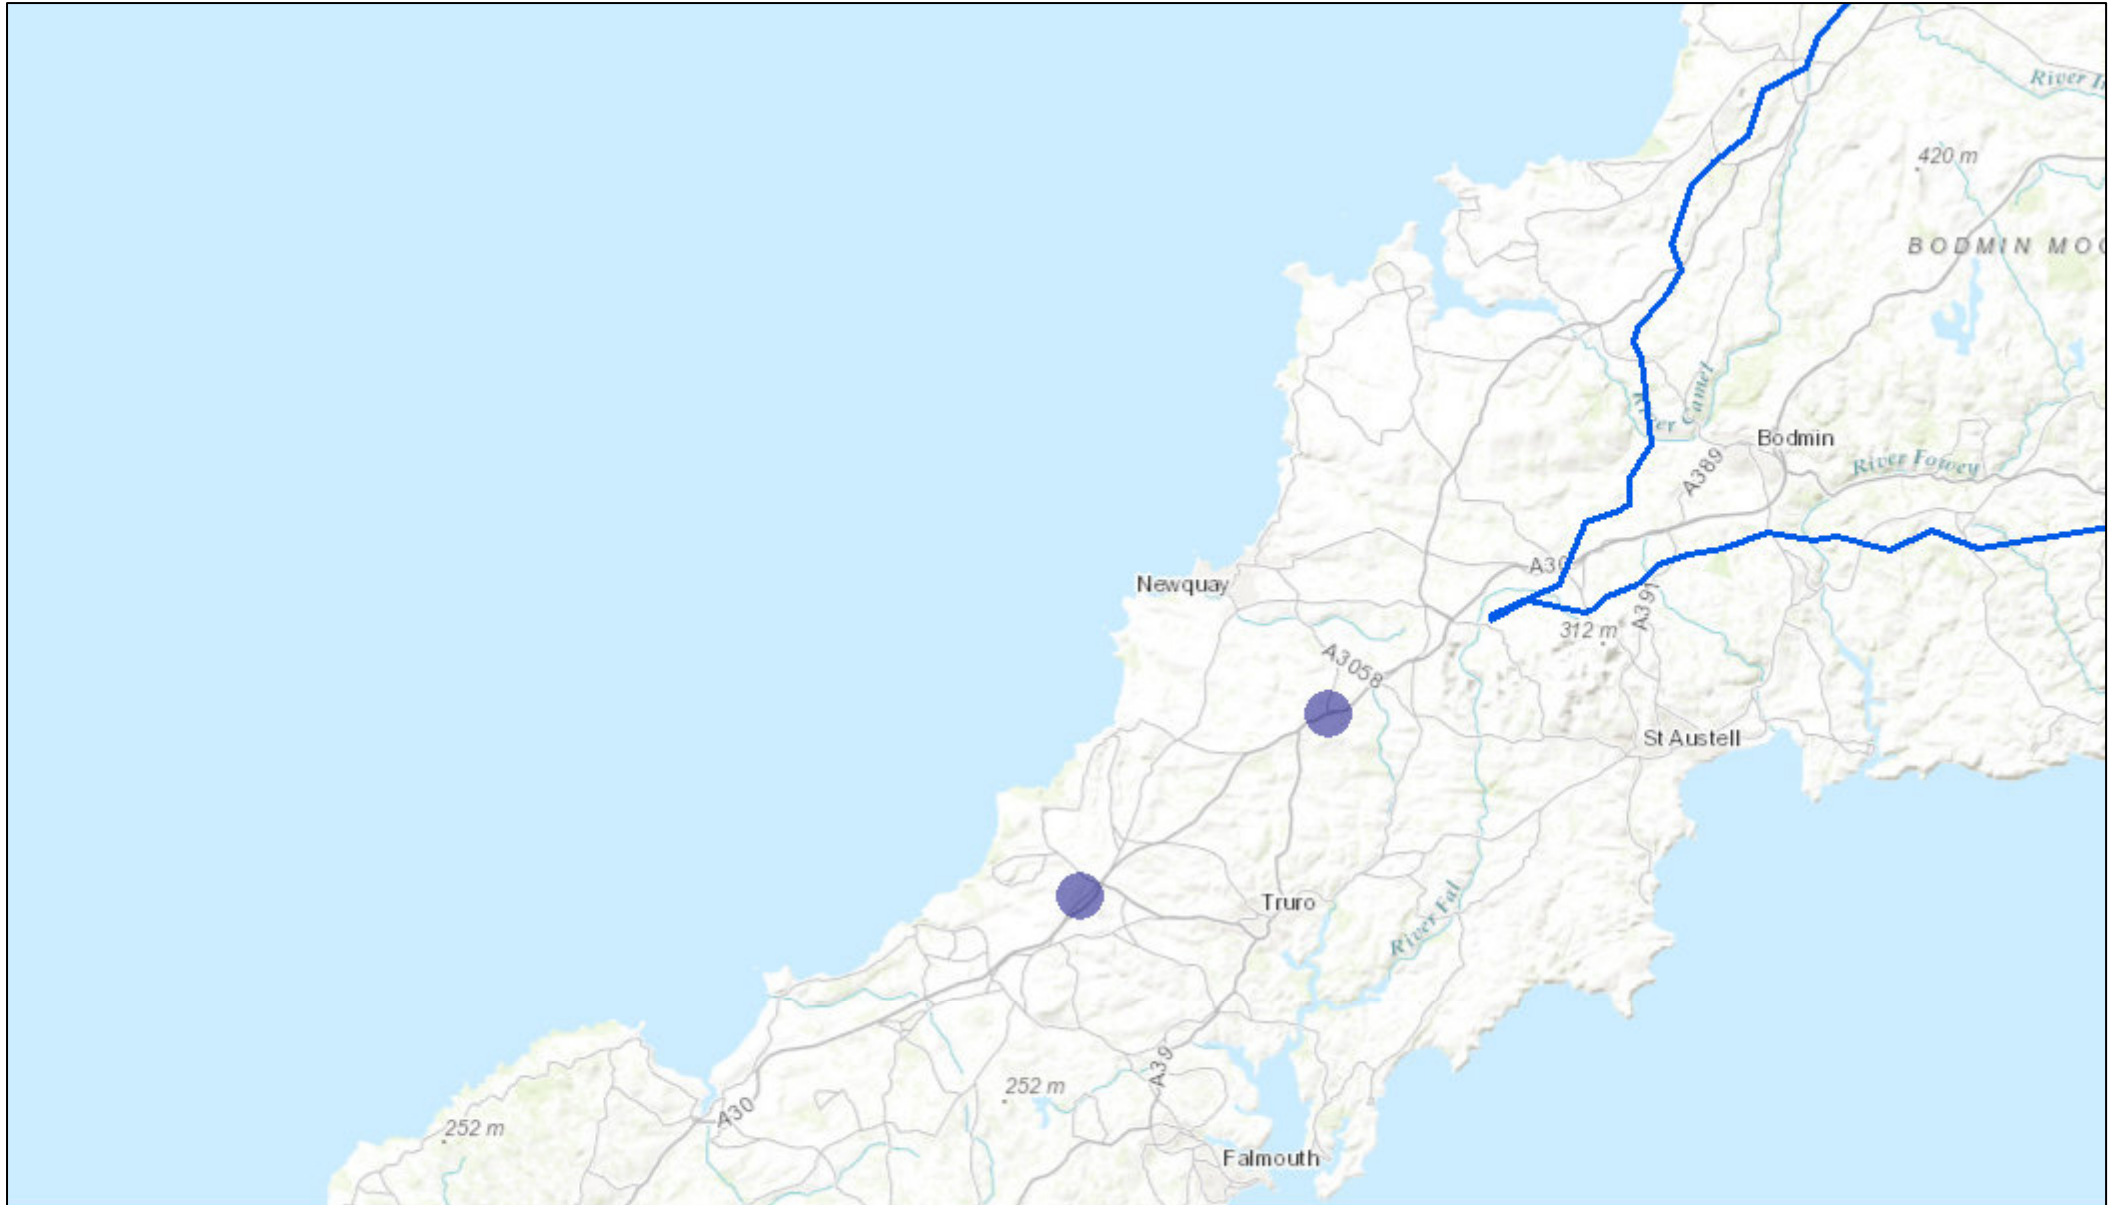 River In
420 m
BODMIN MOO
River Camel
Bodmin
A389
River Fowey
A30
Newquay
A391
312 m
A3058
St Austell
Truro
River Fal
A39
252 m
A30
252 m
Falmouth